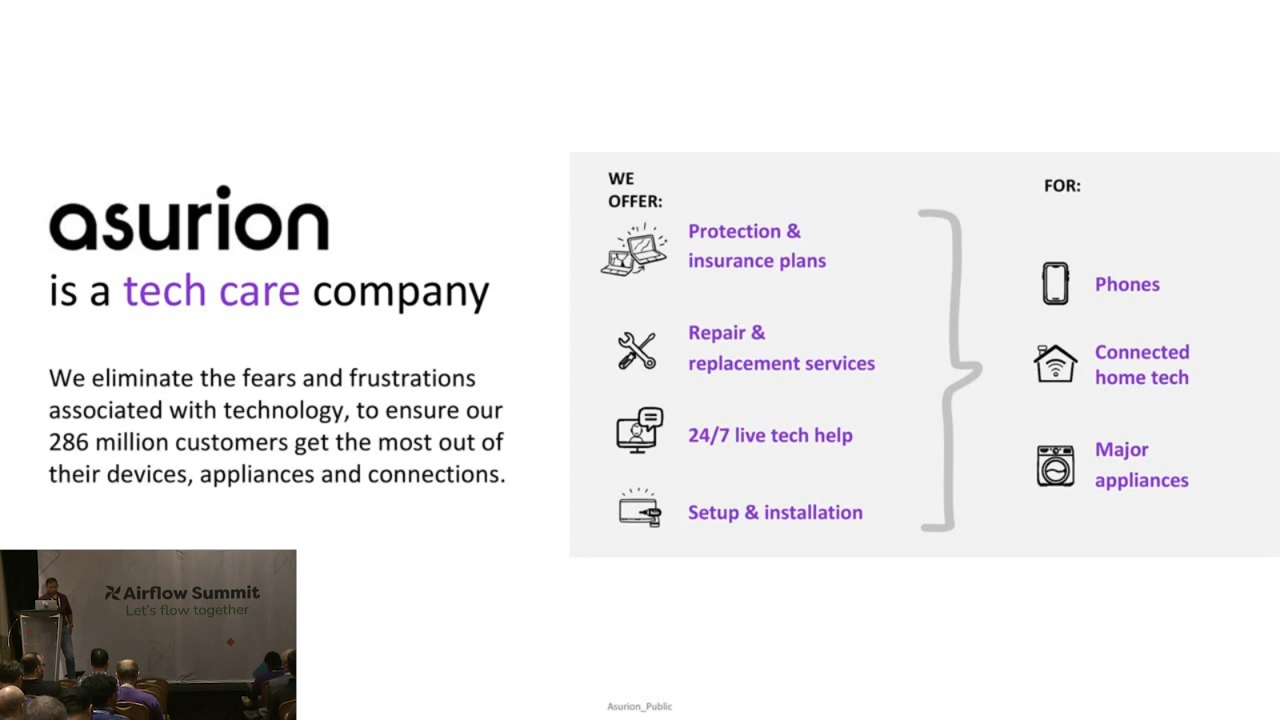 asurion
is a tech care company
We eliminate the fears and frustrations
associated with technology, to ensure our
286 million customers get the most out of
their devices, appliances and connections.
WE
OFFER:
Protection &
insurance plans
Repair &
replacement services
24/7 live tech help
Setup & installation
FOR:
Phones
Connected
home tech
Major
appliances
Airflow Summit
Let's flow together
Asurion_Public